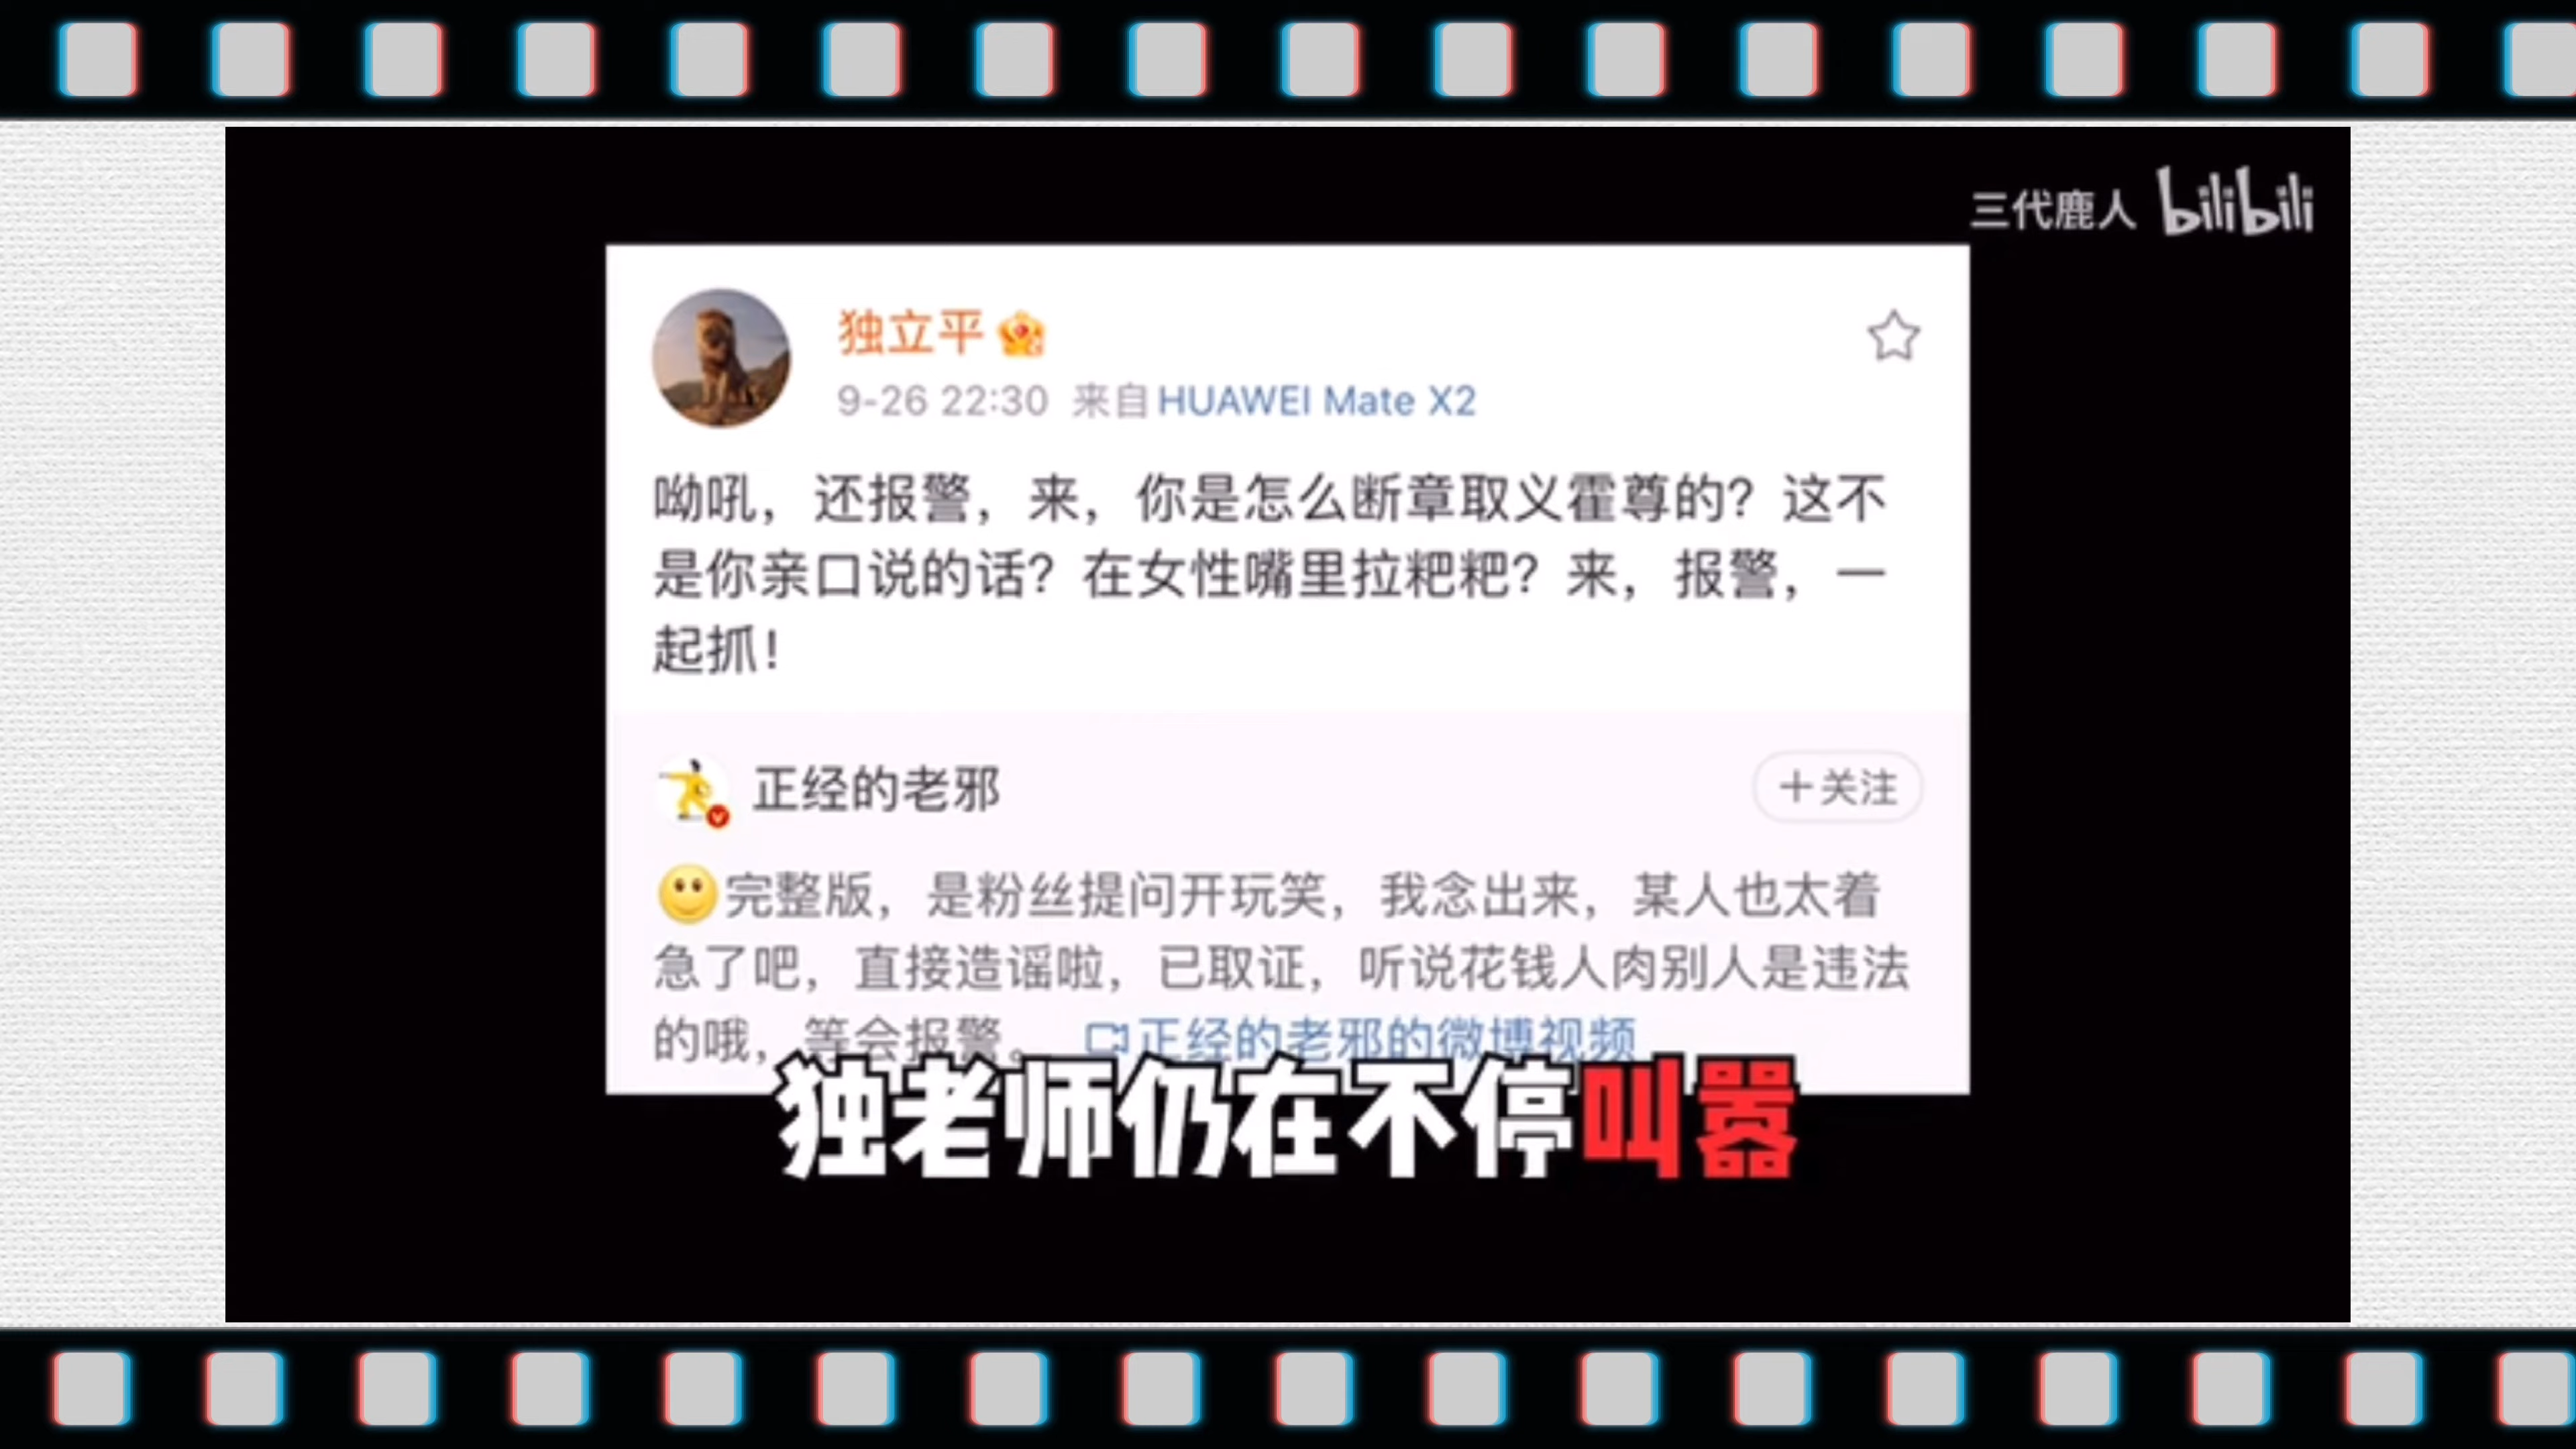 三代鹿人 bilibili
独立平
9-26 22:30 来自 HUAWEI Mate X2
呦吼，还报警，来，你是怎么断章取义霍尊的？这不
是你亲口说的话？在女性嘴里拉粑粑？来，报警，一
起抓！
正经的老邪
+关注
完整版，是粉丝提问开玩笑，我念出来，某人也太着
急了吧，直接造谣啦，已取证，听说花钱人肉别人是违法
的哦，等会报警。 正经的老邪的微博视频
独老师仍在不停叫嚣